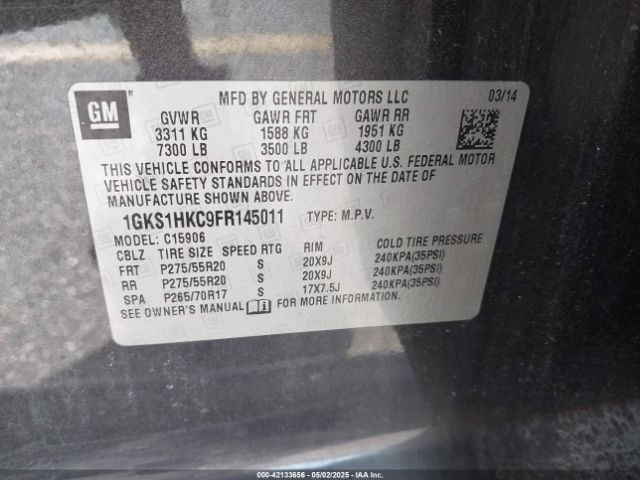 GM
MFD BY GENERAL MOTORS LLC 03/14
GVWR GAWR FRT GAWR RR
3311 KG 1588 KG 1951 KG
7300 LB 3500 LB 4300 LB
THIS VEHICLE CONFORMS TO ALL APPLICABLE U.S. FEDERAL MOTOR
VEHICLE SAFETY STANDARDS IN EFFECT ON THE DATE OF
MANUFACTURE SHOWN ABOVE.
1GKS1HKC9FR145011 TYPE: M.P.V.
MODEL: C15906
CBLZ TIRE SIZE SPEED RTG RIM COLD TIRE PRESSURE
FRT P275/55R20 S 20X9J 240KPA(35PSI)
RR P275/55R20 S 20X9J 240KPA(35PSI)
SPA P265/70R17 S 17X7.5J 240KPA(35PSI)
SEE OWNER'S MANUAL FOR MORE INFORMATION.
000-42133656 - 05/02/2025 - IAAI.COM